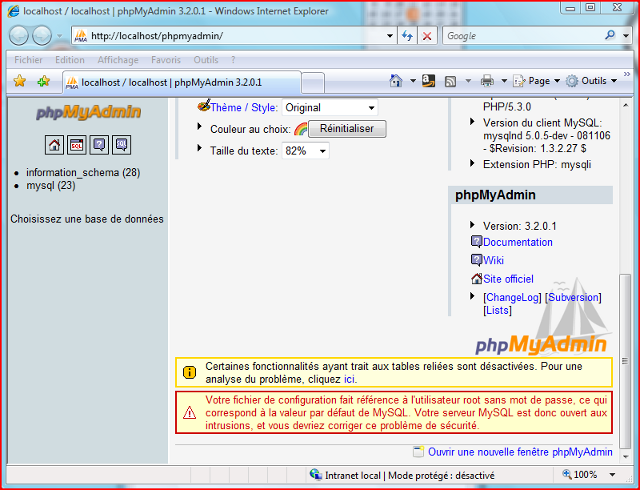 localhost / localhost | phpMyAdmin 3.2.0.1 - Windows Internet Explorer
http://localhost/phpmyadmin/
Google
Fichier Edition Affichage Favoris Outils ?
localhost / localhost | phpMyAdmin 3.2.0.1
Page
Outils
phpMyAdmin
SQL
information_schema (28)
mysql (23)
Choisissez une base de données
Thème / Style: Original
Couleur au choix: Réinitialiser
Taille du texte: 82%
PHP/5.3.0
Version du client MySQL:
mysqlnd 5.0.5-dev - 081106
- $Revision: 1.3.2.27 $
Extension PHP: mysqli
phpMyAdmin
Version: 3.2.0.1
Documentation
Wiki
Site officiel
[ChangeLog] [Subversion]
[Lists]
phpMyAdmin
Certaines fonctionnalités ayant trait aux tables reliées sont désactivées. Pour une
analyse du problème, cliquez ici.
Votre fichier de configuration fait référence à l'utilisateur root sans mot de passe, ce qui
correspond à la valeur par défaut de MySQL. Votre serveur MySQL est donc ouvert aux
intrusions, et vous devriez corriger ce problème de sécurité.
Ouvrir une nouvelle fenêtre phpMyAdmin
Intranet local | Mode protégé : désactivé
100%